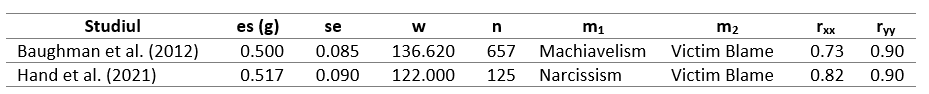 Studiul es (g) se w n m₁ m₂ rₓₓ rᵧᵧ
Baughman et al. (2012) 0.500 0.085 136.620 657 Machiavelism Victim Blame 0.73 0.90
Hand et al. (2021) 0.517 0.090 122.000 125 Narcissism Victim Blame 0.82 0.90